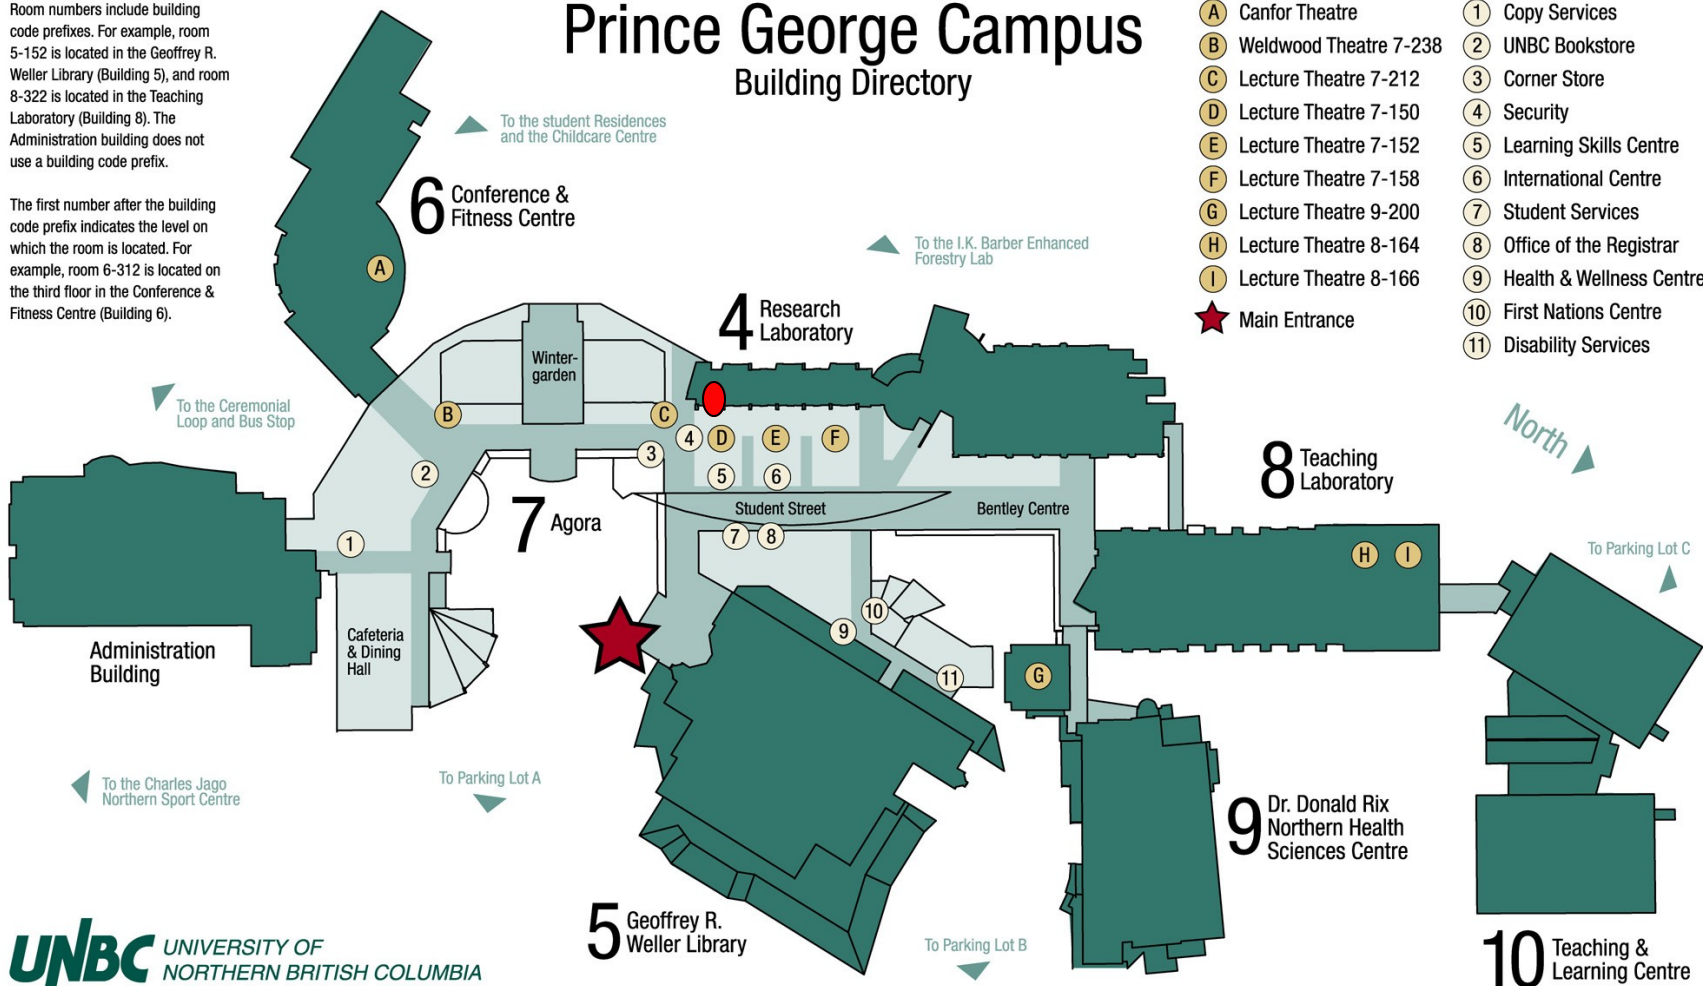 Room numbers include building
code prefixes. For example, room
5-152 is located in the Geoffrey R.
Weller Library (Building 5), and room
8-322 is located in the Teaching
Laboratory (Building 8). The
Administration building does not
use a building code prefix.
The first number after the building
code prefix indicates the level on
which the room is located. For
example, room 6-312 is located on
the third floor in the Conference &
Fitness Centre (Building 6).
Prince George Campus
Building Directory
A Canfor Theatre
B Weldwood Theatre 7-238
C Lecture Theatre 7-212
D Lecture Theatre 7-150
E Lecture Theatre 7-152
F Lecture Theatre 7-158
G Lecture Theatre 9-200
H Lecture Theatre 8-164
I Lecture Theatre 8-166
Main Entrance
1 Copy Services
2 UNBC Bookstore
3 Corner Store
4 Security
5 Learning Skills Centre
6 International Centre
7 Student Services
8 Office of the Registrar
9 Health & Wellness Centre
10 First Nations Centre
11 Disability Services
To the student Residences
and the Childcare Centre
6 Conference &
Fitness Centre
A
To the I.K. Barber Enhanced
Forestry Lab
4 Research
Laboratory
Winter-
garden
To the Ceremonial
Loop and Bus Stop
B
C
4
D
E
F
3
2
5
6
North
8 Teaching
Laboratory
7 Agora
Student Street
Bentley Centre
7
8
1
H
I
To Parking Lot C
10
9
11
G
Cafeteria
& Dining
Hall
Administration
Building
To the Charles Jago
Northern Sport Centre
To Parking Lot A
9 Dr. Donald Rix
Northern Health
Sciences Centre
5 Geoffrey R.
Weller Library
To Parking Lot B
10 Teaching &
Learning Centre
UNBC UNIVERSITY OF
NORTHERN BRITISH COLUMBIA